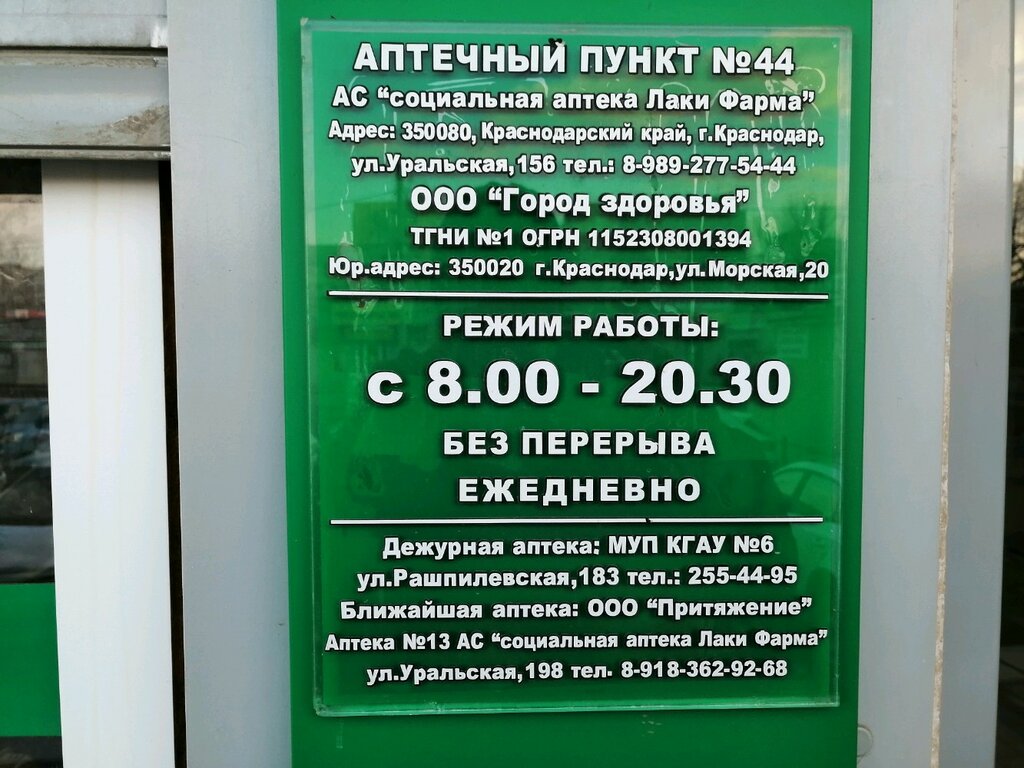 АПТЕЧНЫЙ ПУНКТ №44
АС “социальная аптека Лаки Фарма”
Адрес: 350080, Краснодарский край, г.Краснодар,
ул.Уральская,156 тел.: 8-989-277-54-44
ООО “Город здоровья”
ТГНИ №1 ОГРН 1152308001394
Юр.адрес: 350020 г.Краснодар,ул.Морская,20
РЕЖИМ РАБОТЫ:
с 8.00 - 20.30
БЕЗ ПЕРЕРЫВА
ЕЖЕДНЕВНО
Дежурная аптека: МУП КГАУ №6
ул.Рашпилевская,183 тел.: 255-44-95
Ближайшая аптека: ООО “Притяжение”
Аптека №13 АС “социальная аптека Лаки Фарма”
ул.Уральская,198 тел. 8-918-362-92-68